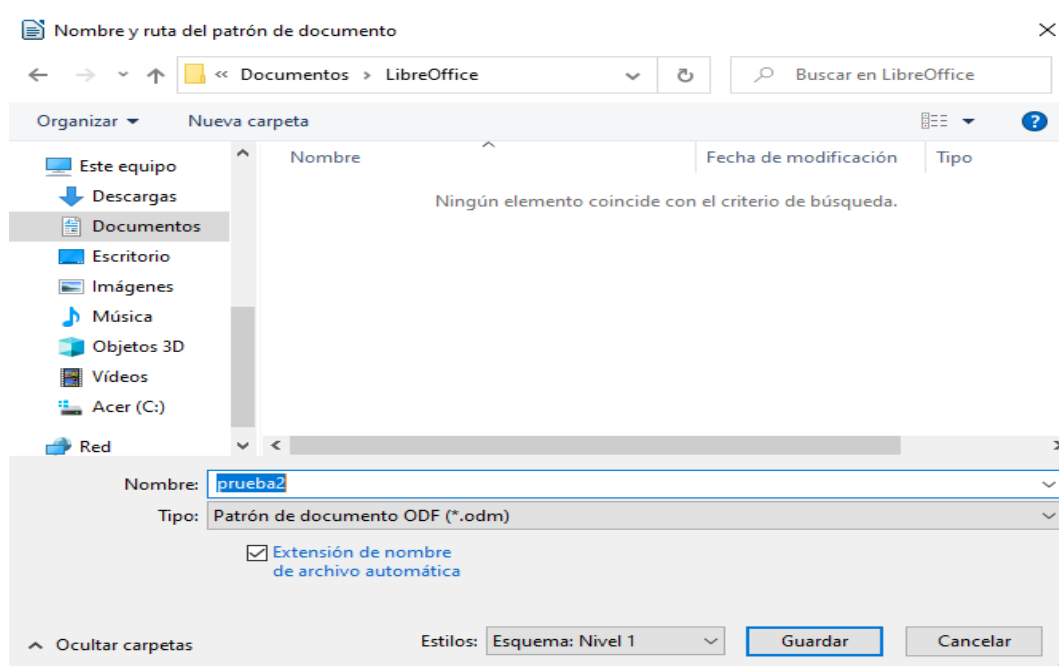 Nombre y ruta del patrón de documento
« Documentos › LibreOffice
Buscar en LibreOffice
Organizar
Nueva carpeta
?
Este equipo
Descargas
Documentos
Escritorio
Imágenes
Música
Objetos 3D
Vídeos
Acer (C:)
Red
Nombre Fecha de modificación Tipo
Ningún elemento coincide con el criterio de búsqueda.
Nombre: prueba2
Tipo: Patrón de documento ODF (*.odm)
Extensión de nombre
de archivo automática
Ocultar carpetas
Estilos: Esquema: Nivel 1
Guardar
Cancelar